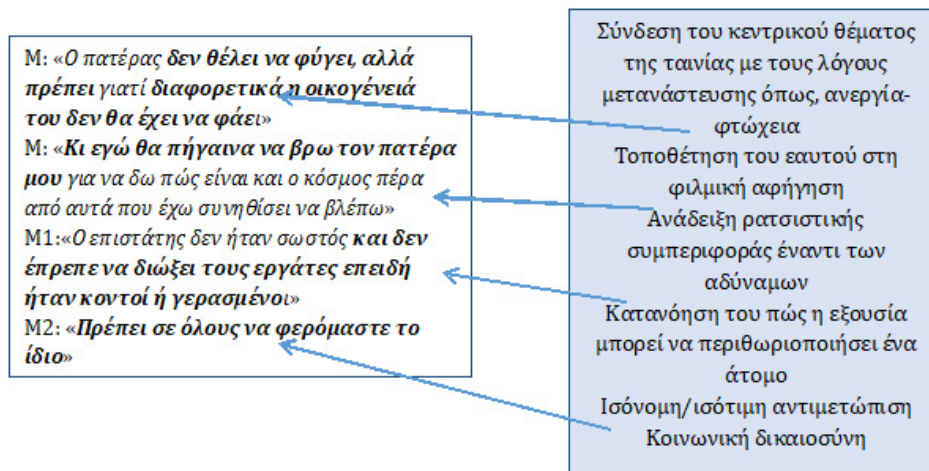 Μ: «Ο πατέρας δεν θέλει να φύγει, αλλά
πρέπει γιατί διαφορετικά η οικογένειά
του δεν θα έχει να φάει»
Μ: «Κι εγώ θα πήγαινα να βρω τον πατέρα
μου για να δω πώς είναι και ο κόσμος πέρα
από αυτά που έχω συνηθίσει να βλέπω»
Μ1:«Ο επιστάτης δεν ήταν σωστός και δεν
έπρεπε να διώξει τους εργάτες επειδή
ήταν κοντοί ή γερασμένοι»
Μ2: «Πρέπει σε όλους να φερόμαστε το
ίδιο»
Σύνδεση του κεντρικού θέματος
της ταινίας με τους λόγους
μετανάστευσης όπως, ανεργία-
φτώχεια
Τοποθέτηση του εαυτού στη
φιλμική αφήγηση
Ανάδειξη ρατσιστικής
συμπεριφοράς έναντι των
αδύναμων
Κατανόηση του πώς η εξουσία
μπορεί να περιθωριοποιήσει ένα
άτομο
Ισόνομη/ισότιμη αντιμετώπιση
Κοινωνική δικαιοσύνη